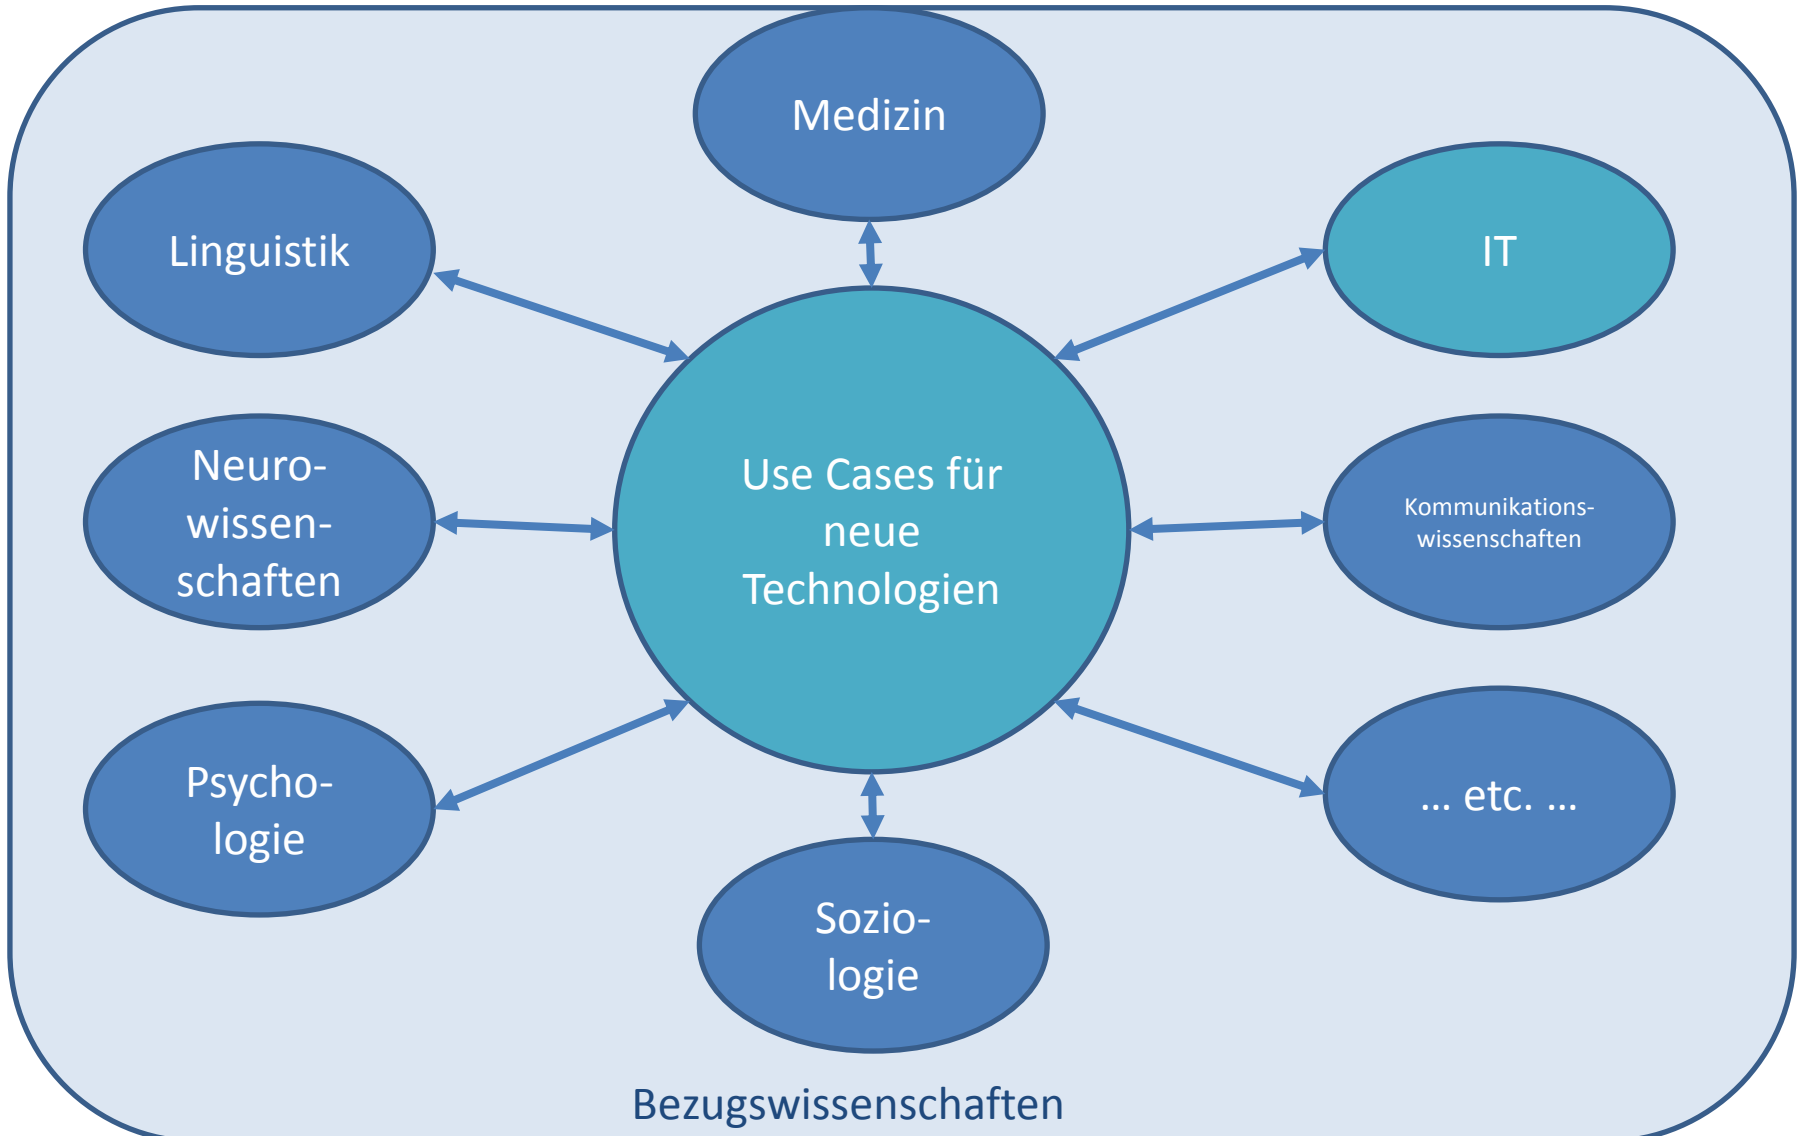 Medizin
Linguistik
IT
Neuro-
wissen-
schaften
Use Cases für
neue
Technologien
Kommunikations-
wissenschaften
Psycho-
logie
... etc. ...
Sozio-
logie
Bezugswissenschaften